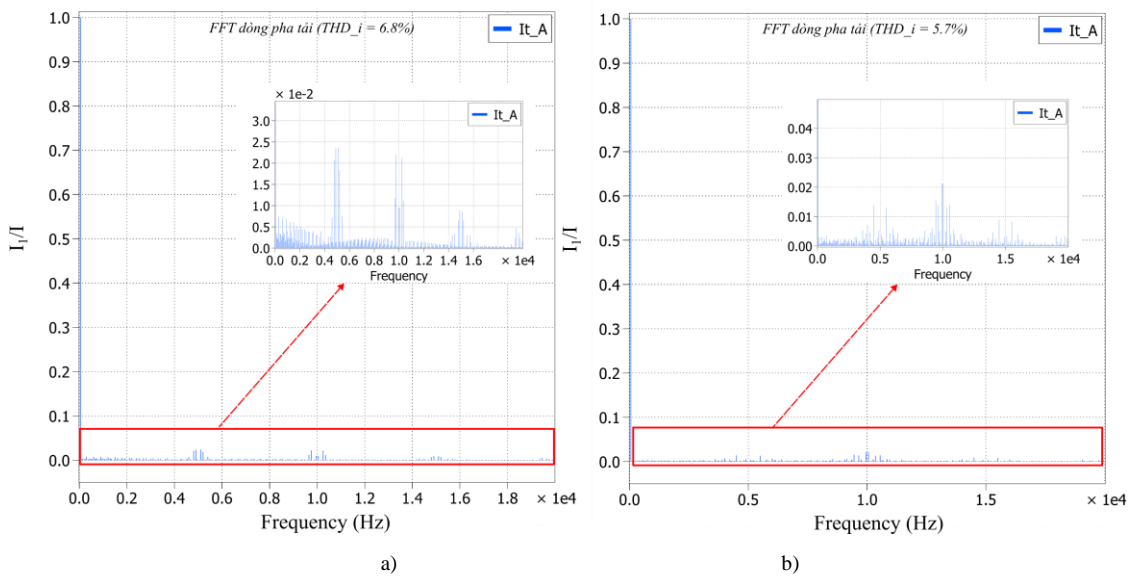 FFT dòng pha tải (THD_i = 6.8%)
It_A
1.0
0.9
0.8
0.7
0.6
0.5
0.4
0.3
0.2
0.1
0.0
I₁/I
× 1e-2
It_A
3.0
2.5
2.0
1.5
1.0
0.5
0.0
0.0 0.2 0.4 0.6 0.8 1.0 1.2 1.4 1.6 × 1e4
Frequency
0.0 0.2 0.4 0.6 0.8 1.0 1.2 1.4 1.6 1.8 × 1e4
Frequency (Hz)
a)
FFT dòng pha tải (THD_i = 5.7%)
It_A
1.0
0.9
0.8
0.7
0.6
0.5
0.4
0.3
0.2
0.1
0.0
I₁/I
It_A
0.04
0.03
0.02
0.01
0.00
0.0 0.5 1.0 1.5 × 1e4
Frequency
0.0 0.5 1.0 1.5 × 1e4
Frequency (Hz)
b)